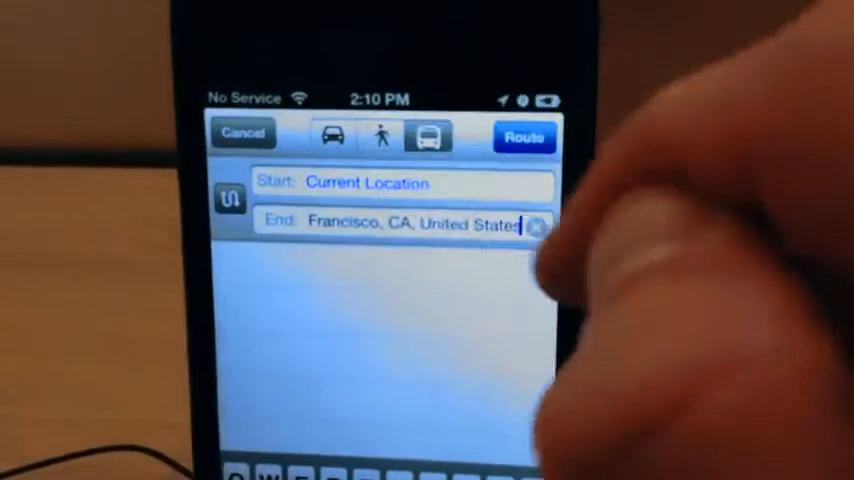 No Service 2:10 PM
Cancel Route
Start: Current Location
End: Francisco, CA, United States
Q W E R T